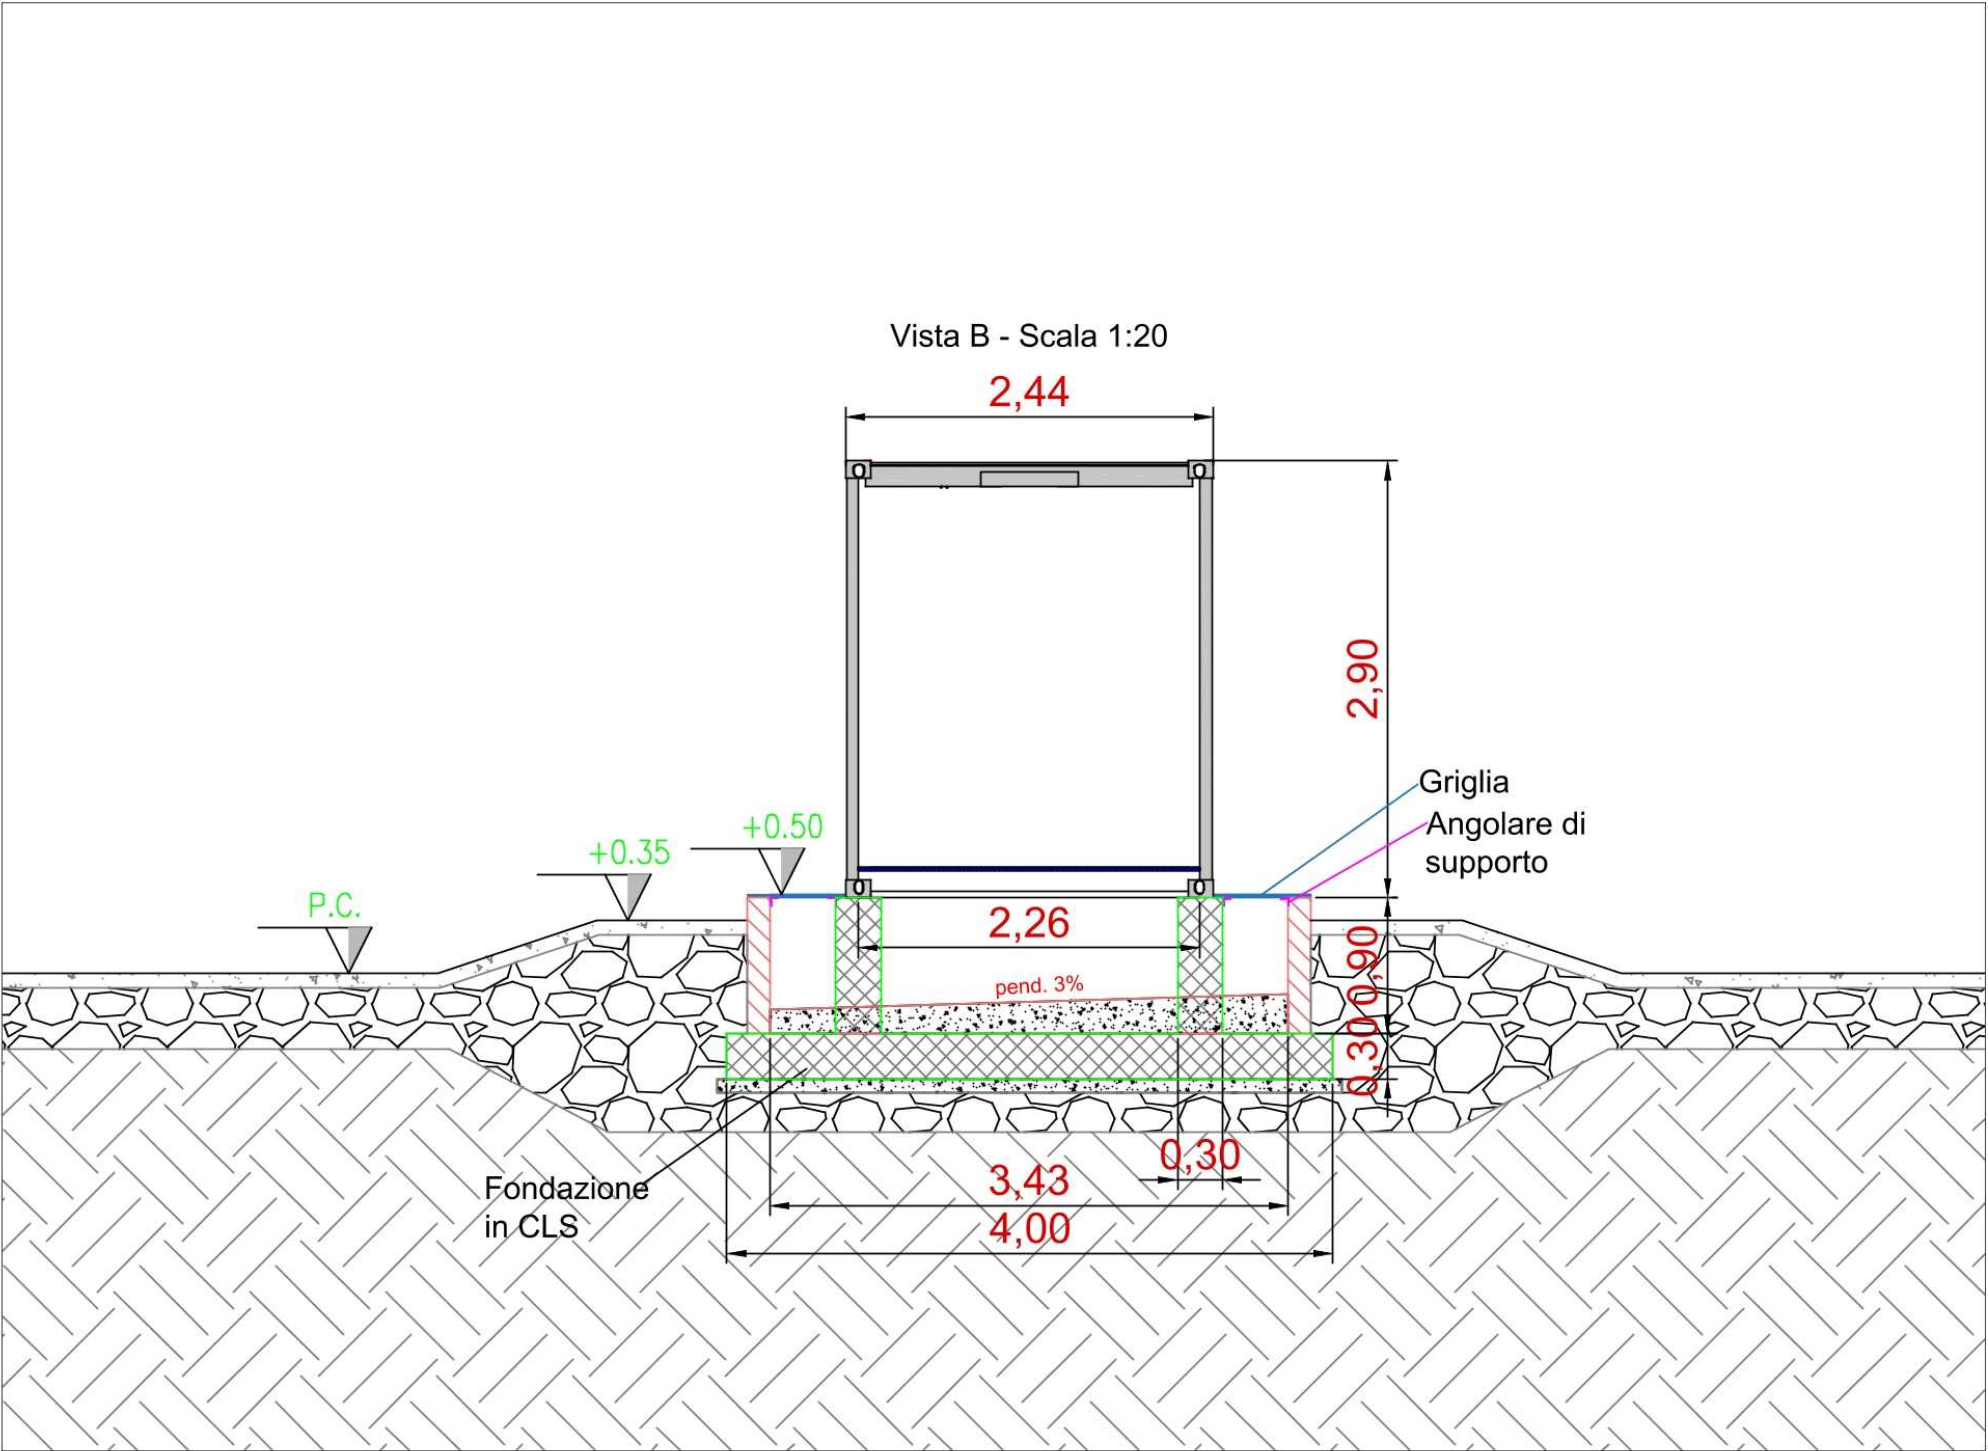 Vista B - Scala 1:20
2,44
2,90
Griglia
Angolare di
supporto
+0.50
+0.35
P.C.
2,26
0,90
pend. 3%
0,30
0,30
3,43
4,00
Fondazione
in CLS